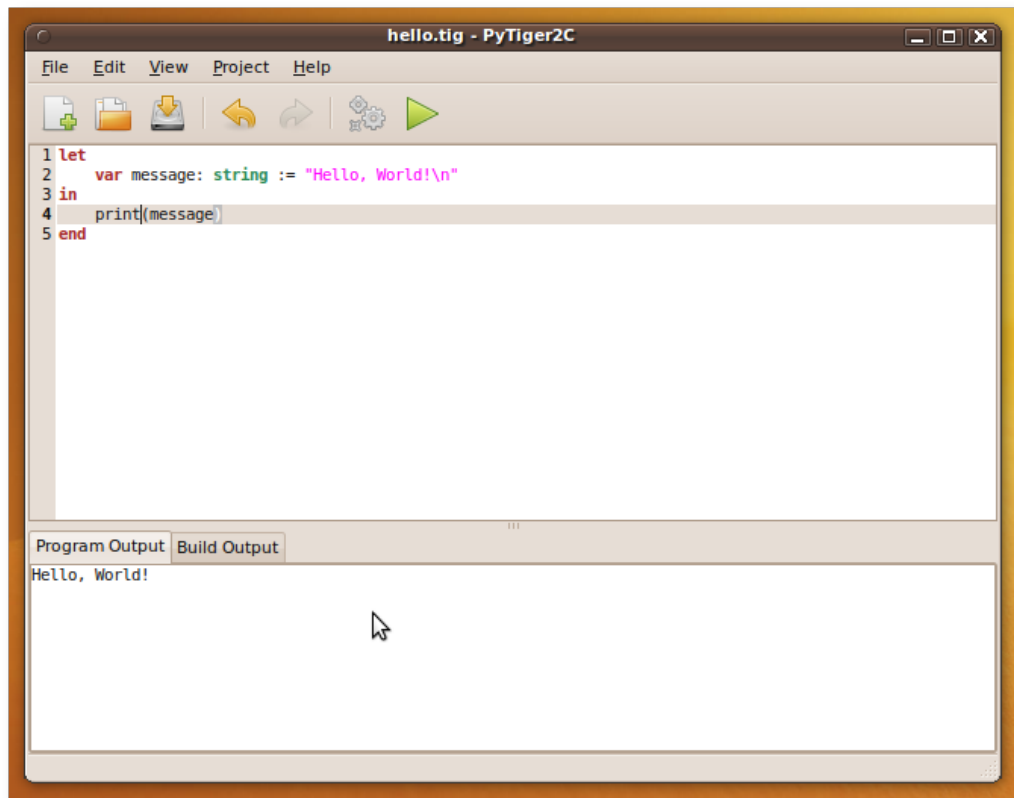 hello.tig - PyTiger2C
File Edit View Project Help
1 let
2     var message: string := "Hello, World!\n"
3 in
4     print(message)
5 end
Program Output Build Output
Hello, World!